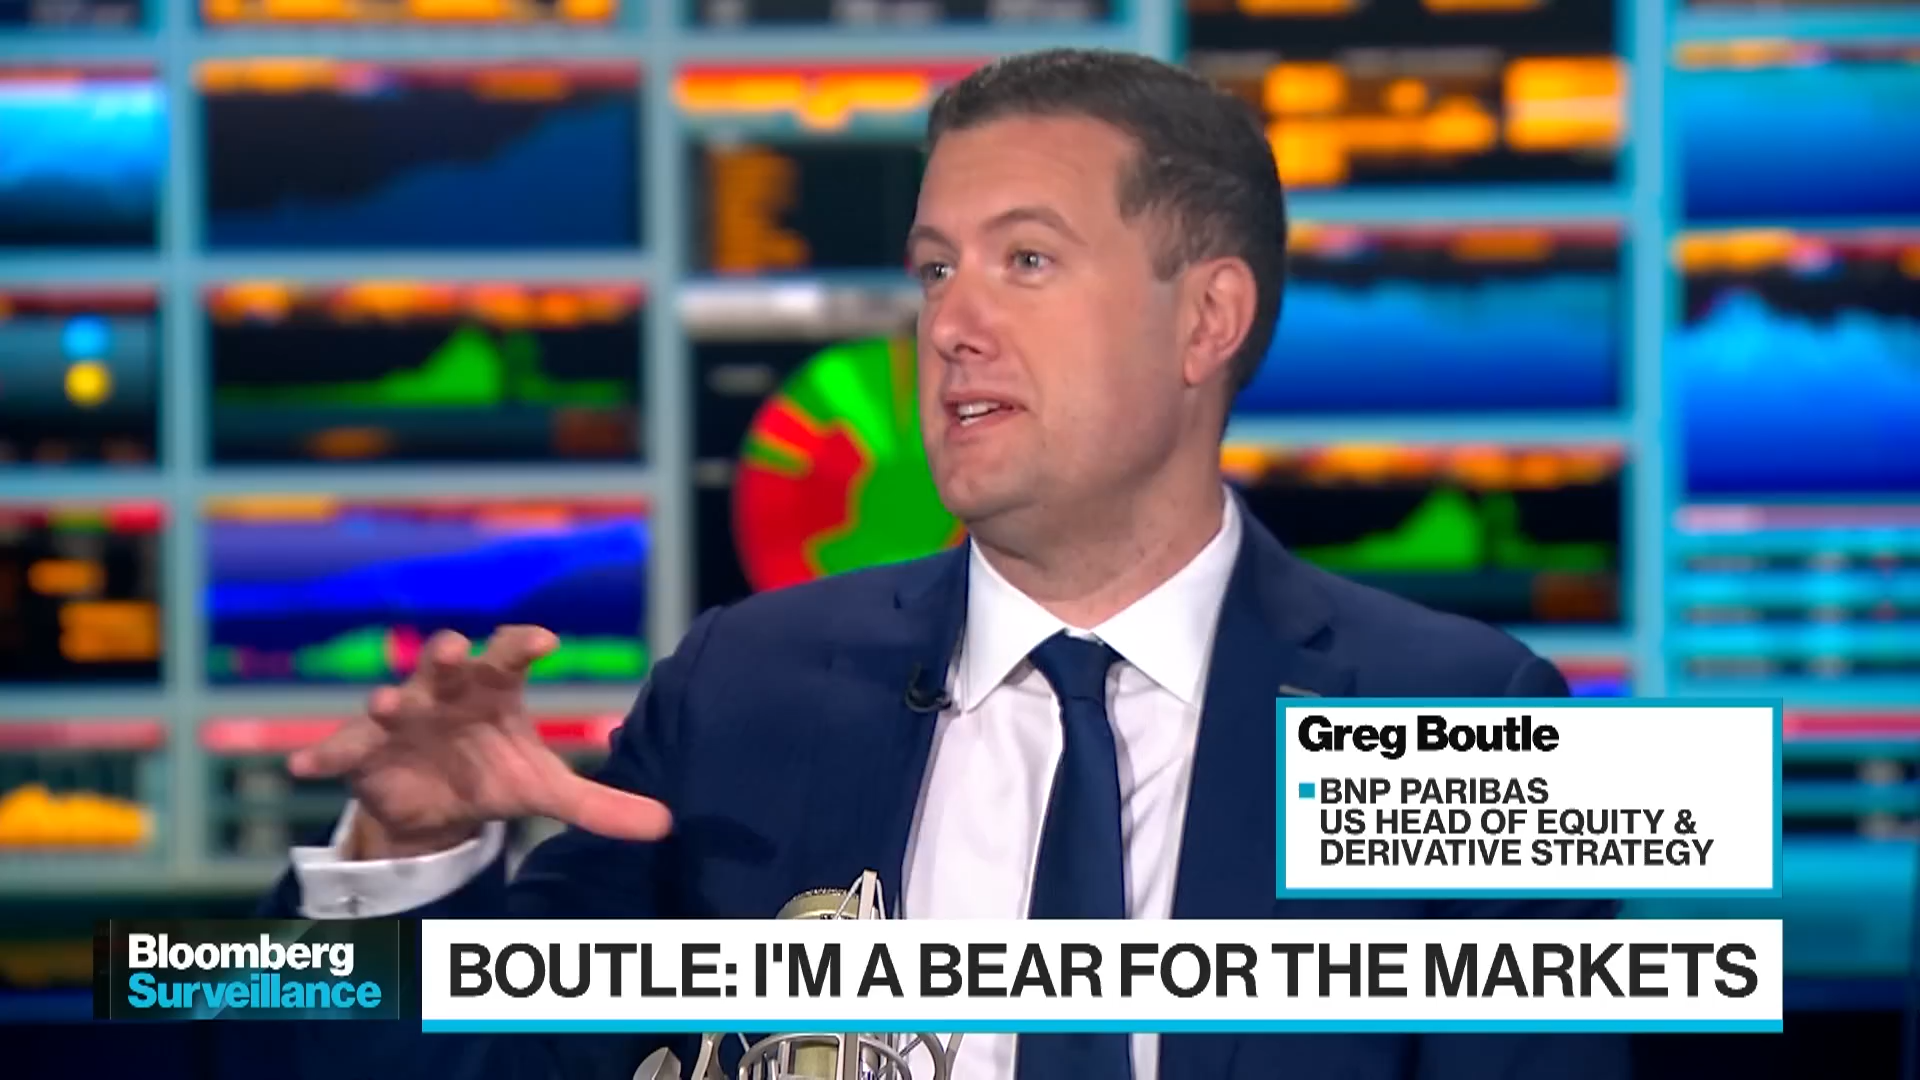 Greg Boutle
BNP PARIBAS
US HEAD OF EQUITY &
DERIVATIVE STRATEGY
Bloomberg
Surveillance
BOUTLE: I'M A BEAR FOR THE MARKETS